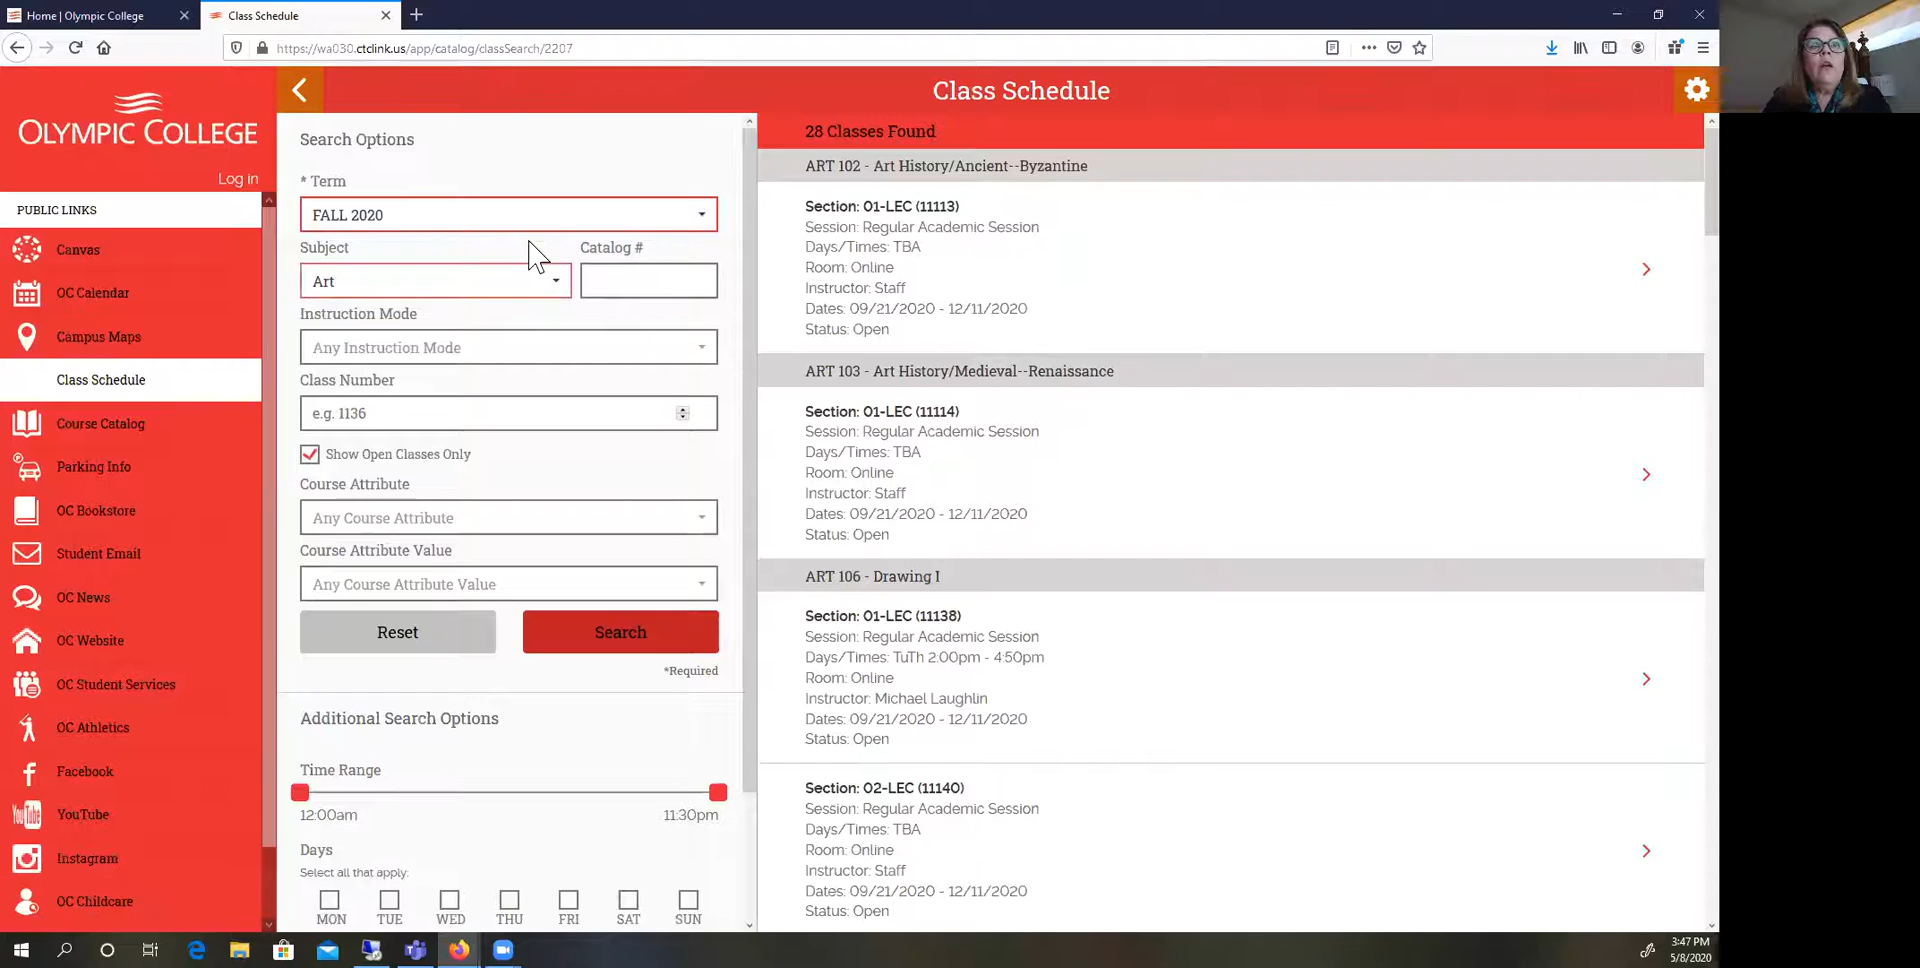 Home | Olympic College
Class Schedule
https://wa030.ctclink.us/app/catalog/classSearch/2207
OLYMPIC COLLEGE
Log in
PUBLIC LINKS
Canvas
OC Calendar
Campus Maps
Class Schedule
Course Catalog
Parking Info
OC Bookstore
Student Email
OC News
OC Website
OC Student Services
OC Athletics
Facebook
YouTube
Instagram
OC Childcare
Class Schedule
Search Options
* Term
FALL 2020
Subject
Catalog #
Art
Instruction Mode
Any Instruction Mode
Class Number
e.g. 1136
Show Open Classes Only
Course Attribute
Any Course Attribute
Course Attribute Value
Any Course Attribute Value
Reset
Search
*Required
Additional Search Options
Time Range
12:00am
11:30pm
Days
Select all that apply:
MON TUE WED THU FRI SAT SUN
28 Classes Found
ART 102 - Art History/Ancient--Byzantine
Section: 01-LEC (11113)
Session: Regular Academic Session
Days/Times: TBA
Room: Online
Instructor: Staff
Dates: 09/21/2020 - 12/11/2020
Status: Open
ART 103 - Art History/Medieval--Renaissance
Section: 01-LEC (11114)
Session: Regular Academic Session
Days/Times: TBA
Room: Online
Instructor: Staff
Dates: 09/21/2020 - 12/11/2020
Status: Open
ART 106 - Drawing I
Section: 01-LEC (11138)
Session: Regular Academic Session
Days/Times: TuTh 2:00pm - 4:50pm
Room: Online
Instructor: Michael Laughlin
Dates: 09/21/2020 - 12/11/2020
Status: Open
Section: 02-LEC (11140)
Session: Regular Academic Session
Days/Times: TBA
Room: Online
Instructor: Staff
Dates: 09/21/2020 - 12/11/2020
Status: Open
3:47 PM
5/8/2020